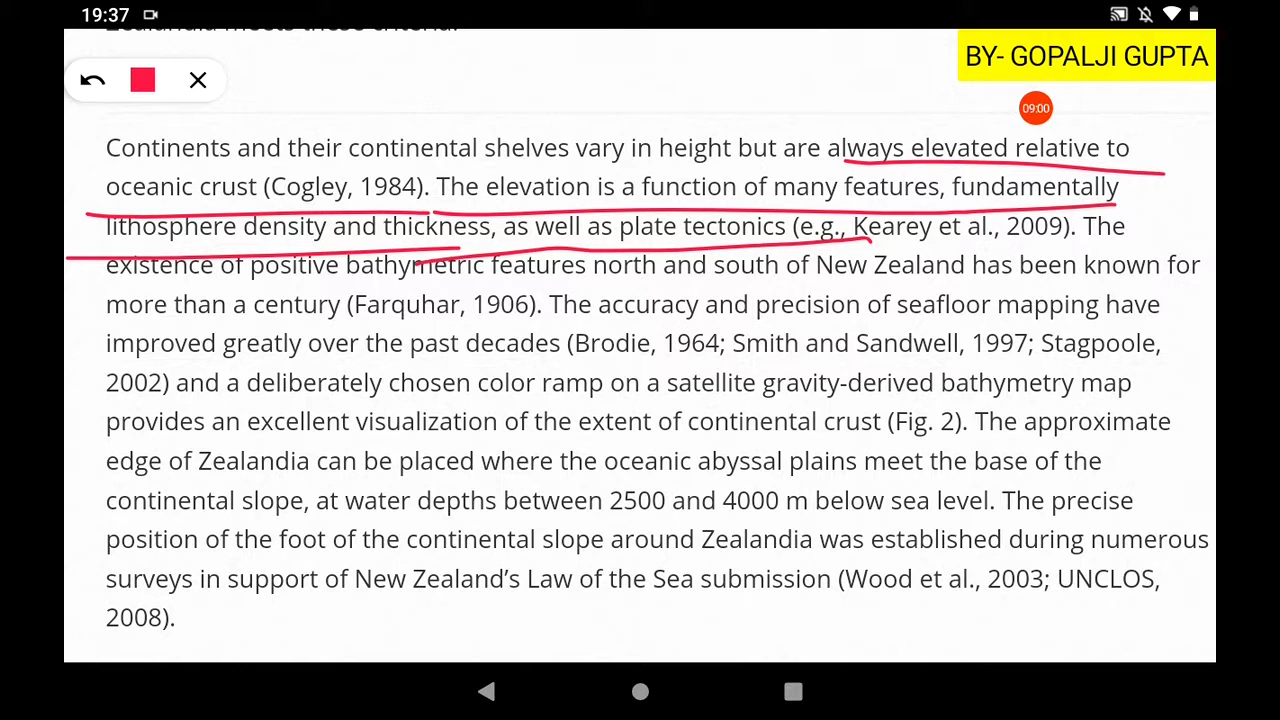 19:37
Zealandia meets these criteria.
BY- GOPALJI GUPTA
09:00
Continents and their continental shelves vary in height but are always elevated relative to
oceanic crust (Cogley, 1984). The elevation is a function of many features, fundamentally
lithosphere density and thickness, as well as plate tectonics (e.g., Kearey et al., 2009). The
existence of positive bathymetric features north and south of New Zealand has been known for
more than a century (Farquhar, 1906). The accuracy and precision of seafloor mapping have
improved greatly over the past decades (Brodie, 1964; Smith and Sandwell, 1997; Stagpoole,
2002) and a deliberately chosen color ramp on a satellite gravity-derived bathymetry map
provides an excellent visualization of the extent of continental crust (Fig. 2). The approximate
edge of Zealandia can be placed where the oceanic abyssal plains meet the base of the
continental slope, at water depths between 2500 and 4000 m below sea level. The precise
position of the foot of the continental slope around Zealandia was established during numerous
surveys in support of New Zealand’s Law of the Sea submission (Wood et al., 2003; UNCLOS,
2008).